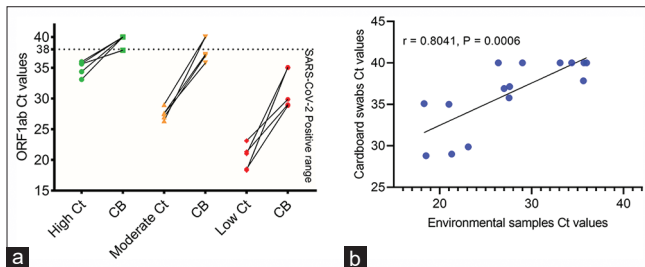 ORF1ab Ct values
40
38
35
30
25
20
15
High Ct
CB
Moderate Ct
CB
Low Ct
CB
SARS-CoV-2 Positive range
a
r = 0.8041, P = 0.0006
Cardboard swabs Ct values
45
40
35
30
25
20
30
40
Environmental samples Ct values
b